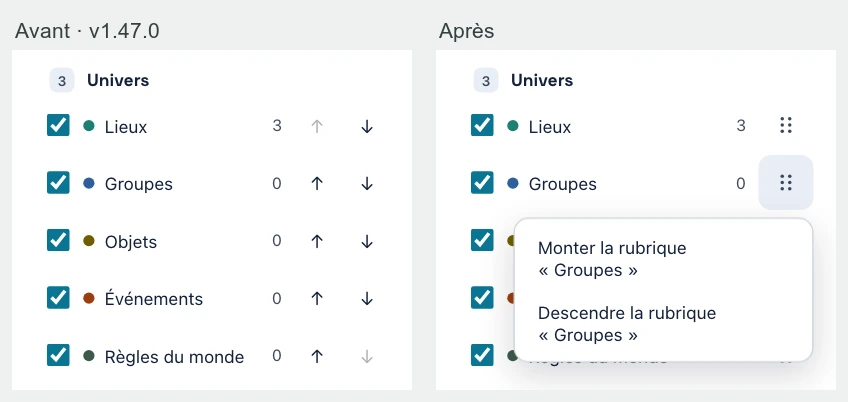 Avant · v1.47.0
3 Univers
Lieux 3 ↑ ↓
Groupes 0 ↑ ↓
Objets 0 ↑ ↓
Événements 0 ↑ ↓
Règles du monde 0 ↑ ↓
Après
3 Univers
Lieux 3
Groupes 0
Monter la rubrique
« Groupes »
Descendre la rubrique
« Groupes »